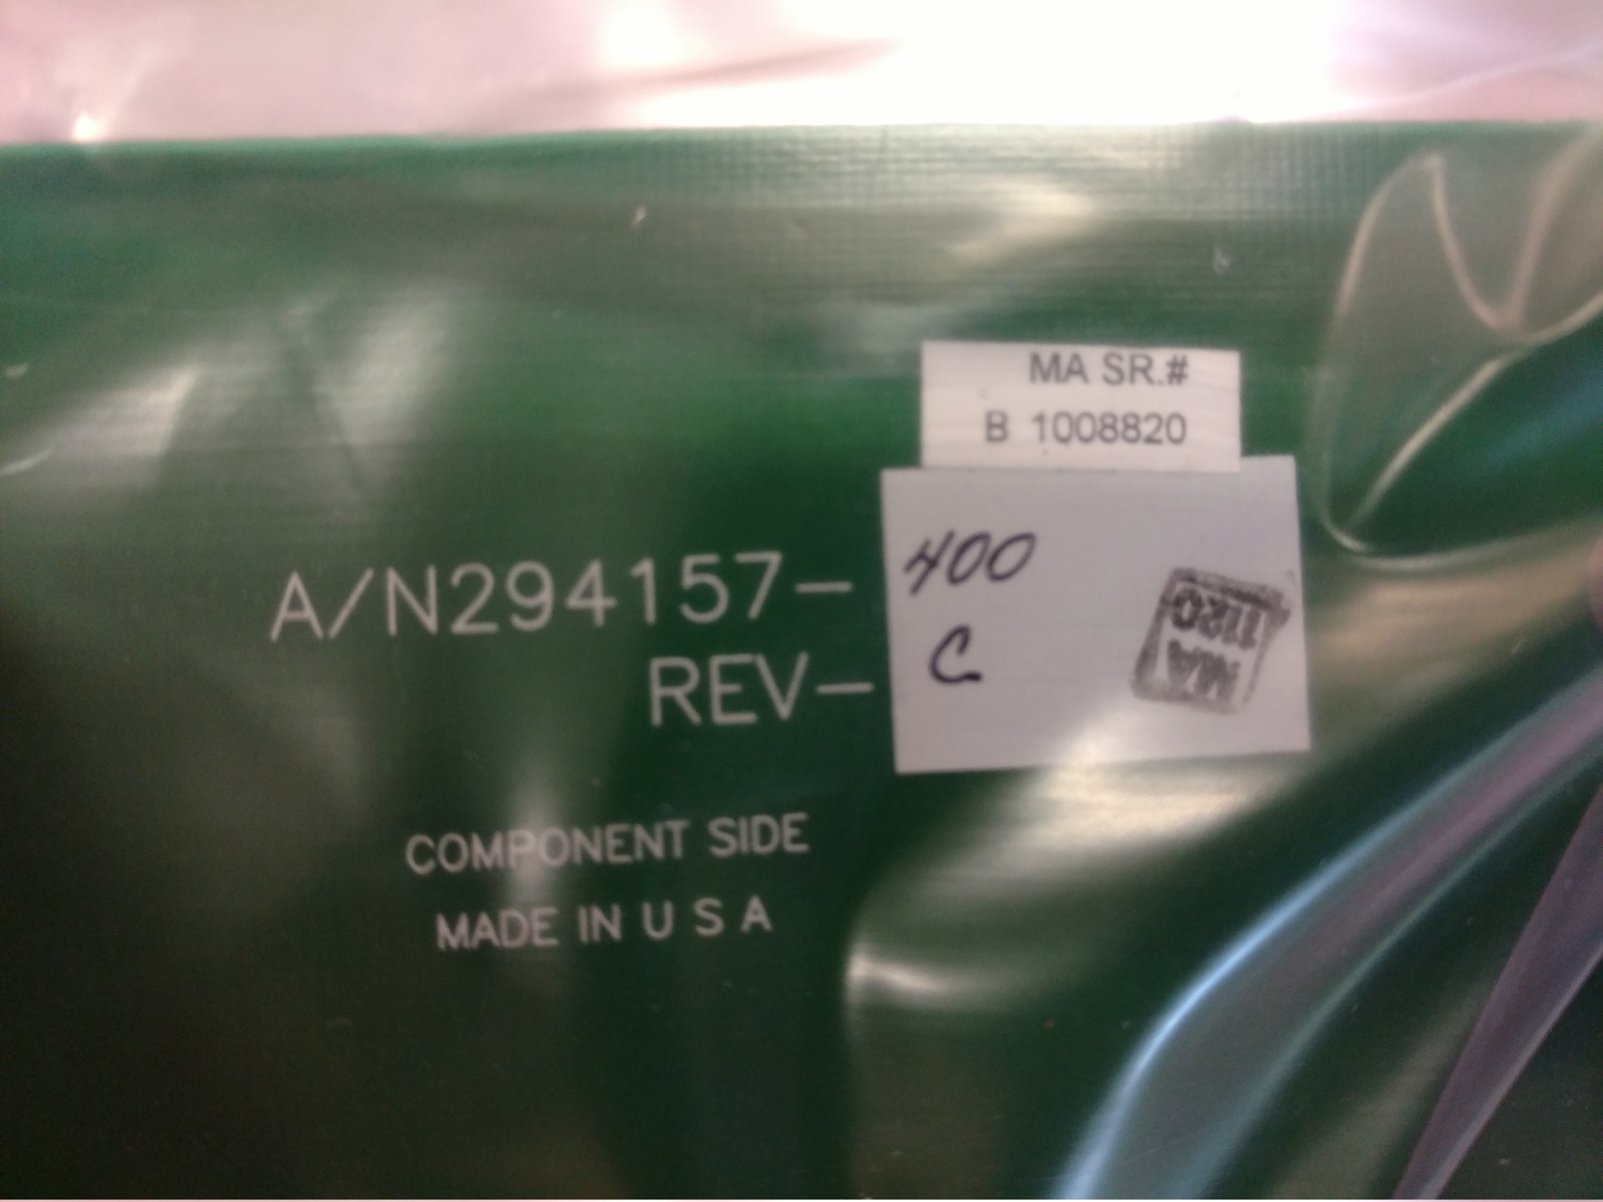 MA SR.#
B 1008820
A/N294157- 400
REV- C
MA
1120
COMPONENT SIDE
MADE IN U S A